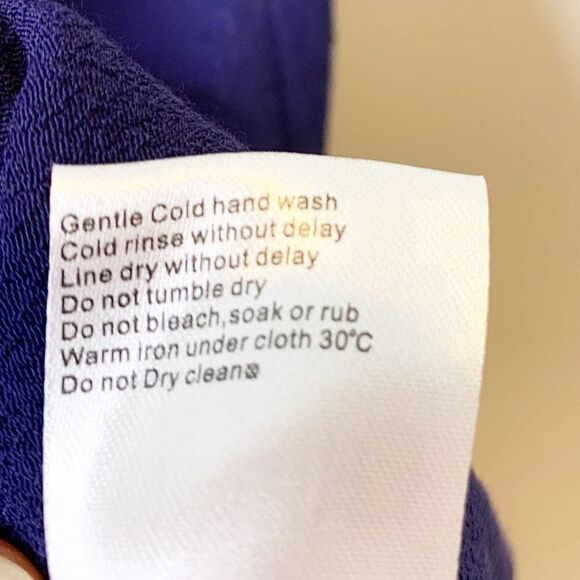 Gentle Cold hand wash
Cold rinse without delay
Line dry without delay
Do not tumble dry
Do not bleach,soak or rub
Warm iron under cloth 30°C
Do not Dry clean⊠